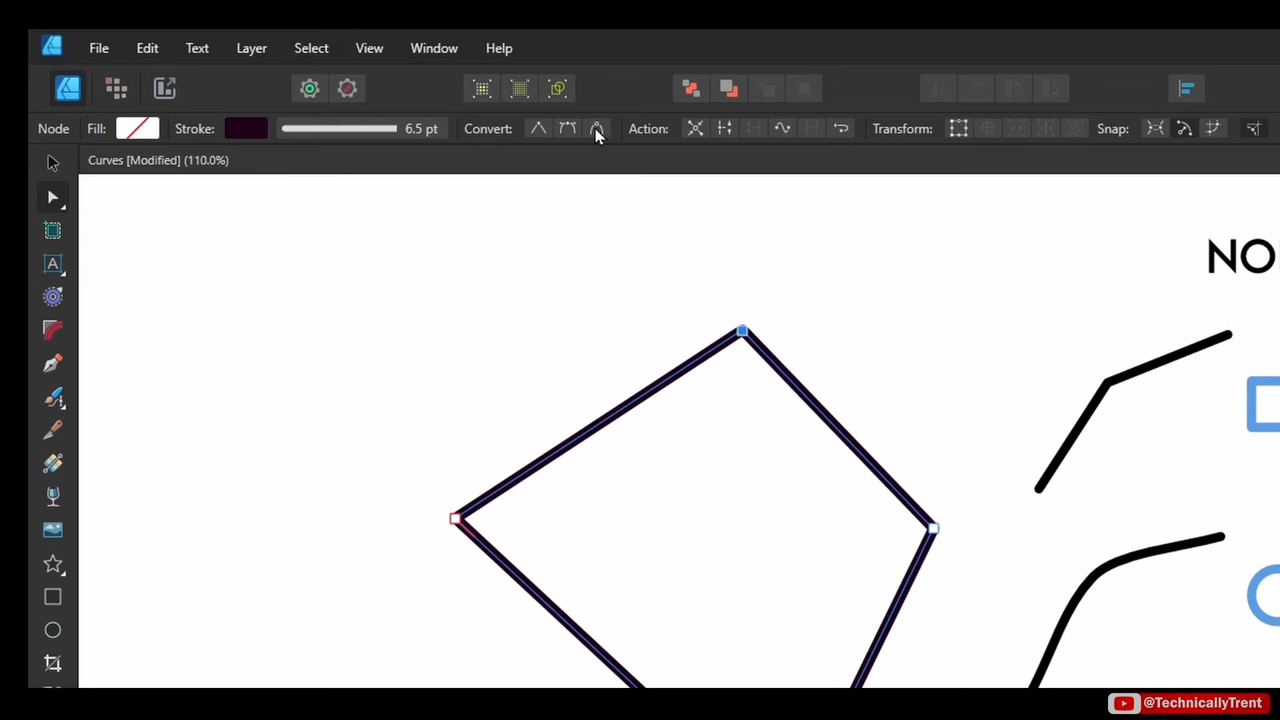 File Edit Text Layer Select View Window Help
Node Fill: Stroke: 6.5 pt Convert: Action: Transform: Snap:
Curves [Modified] (110.0%)
A
@TechnicallyTrent